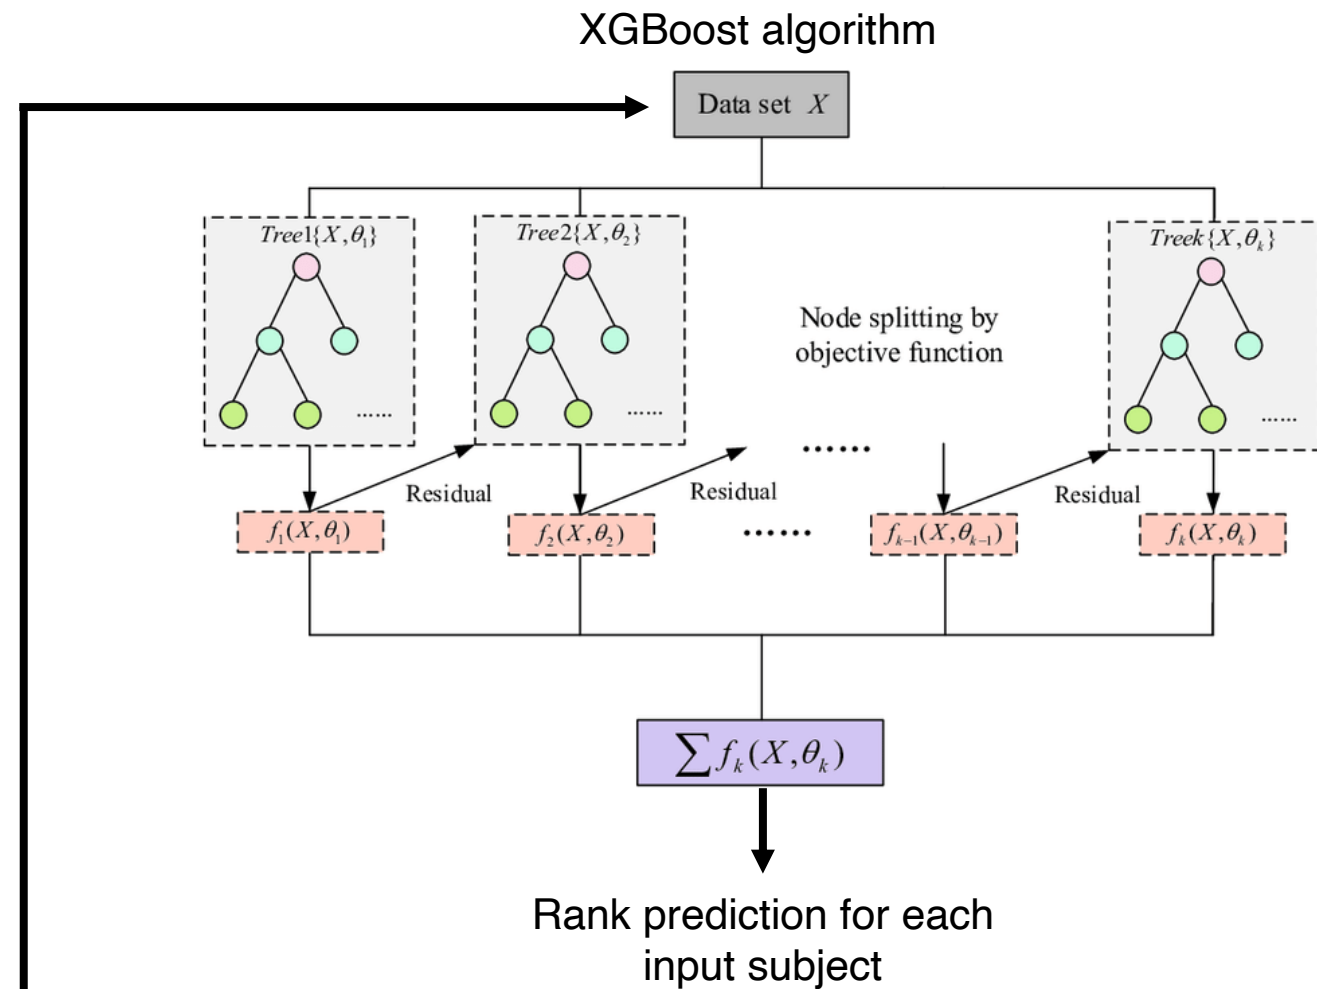 XGBoost algorithm
Data set X
Tree1{X,θ₁}
Tree2{X,θ₂}
Treek{X,θₖ}
Node splitting by
objective function
......
......
......
......
Residual
Residual
Residual
f₁(X,θ₁)
f₂(X,θ₂)
......
fₖ₋₁(X,θₖ₋₁)
fₖ(X,θₖ)
∑fₖ(X,θₖ)
Rank prediction for each
input subject